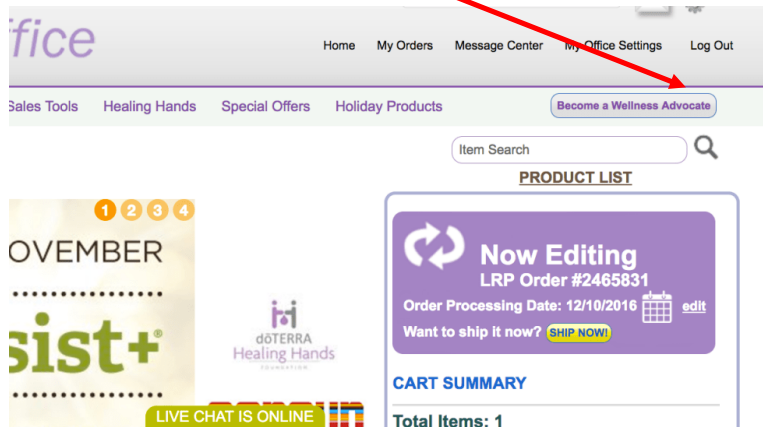 ffice
Home My Orders Message Center My Office Settings Log Out
Sales Tools Healing Hands Special Offers Holiday Products Become a Wellness Advocate
Item Search
PRODUCT LIST
1 2 3 4
OVEMBER
sist+®
dōTERRA
Healing Hands
FOUNDATION
LIVE CHAT IS ONLINE
Now Editing
LRP Order #2465831
Order Processing Date: 12/10/2016 edit
Want to ship it now? SHIP NOW!
CART SUMMARY
Total Items: 1